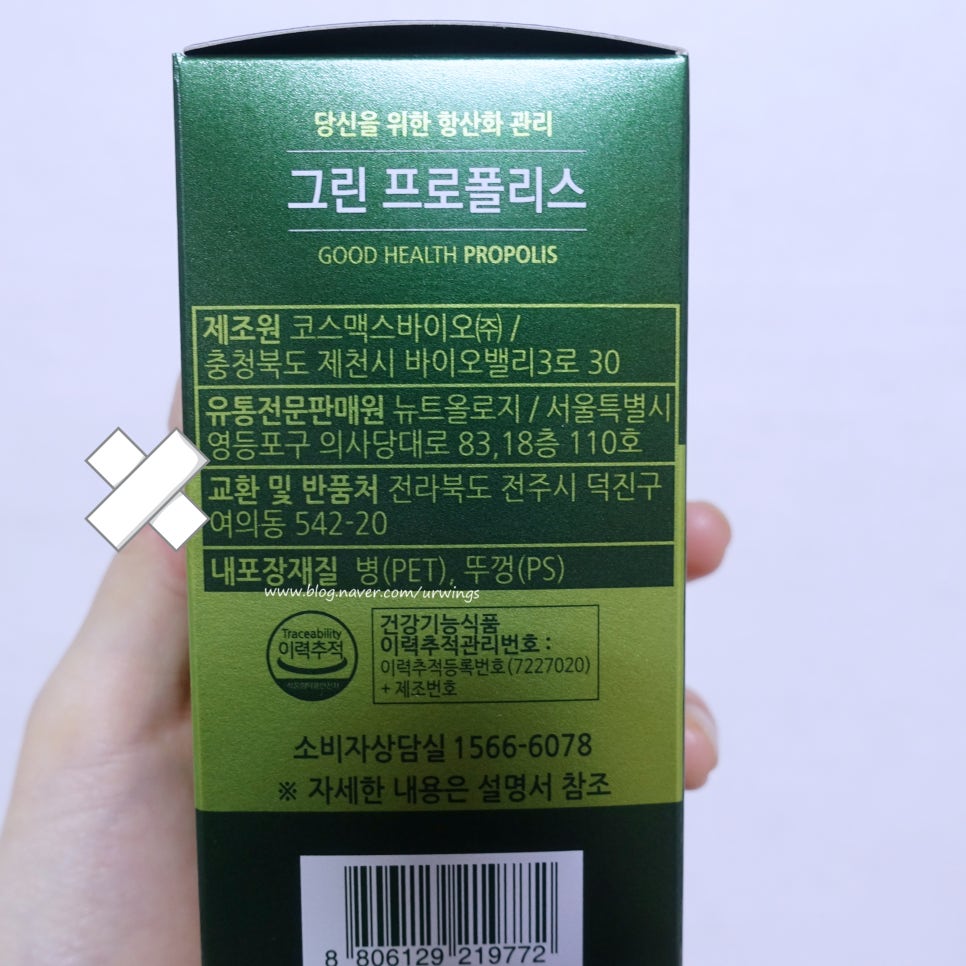 당신을 위한 항산화 관리
그린 프로폴리스
GOOD HEALTH PROPOLIS
제조원 코스맥스바이오㈜ /
충청북도 제천시 바이오밸리3로 30
유통전문판매원 뉴트올로지 / 서울특별시
영등포구 의사당대로 83,18층 110호
교환 및 반품처 전라북도 전주시 덕진구
여의동 542-20
내포장재질 병(PET), 뚜껑(PS)
www.blog.naver.com/urwings
Traceability
이력추적
식품의약품안전처
건강기능식품
이력추적관리번호 :
이력추적등록번호(7227020)
+ 제조번호
소비자상담실 1566-6078
※ 자세한 내용은 설명서 참조
8 806129 219772